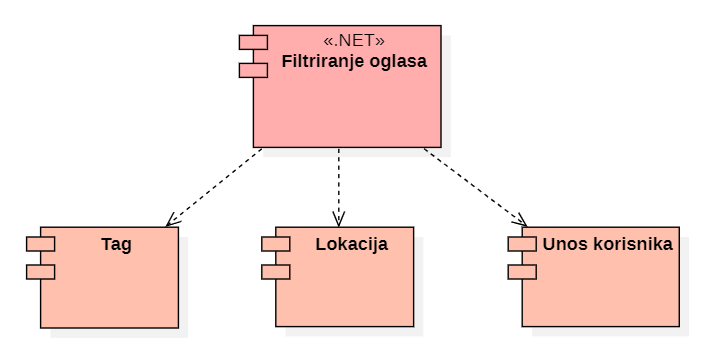 «.NET»
Filtriranje oglasa
Tag
Lokacija
Unos korisnika